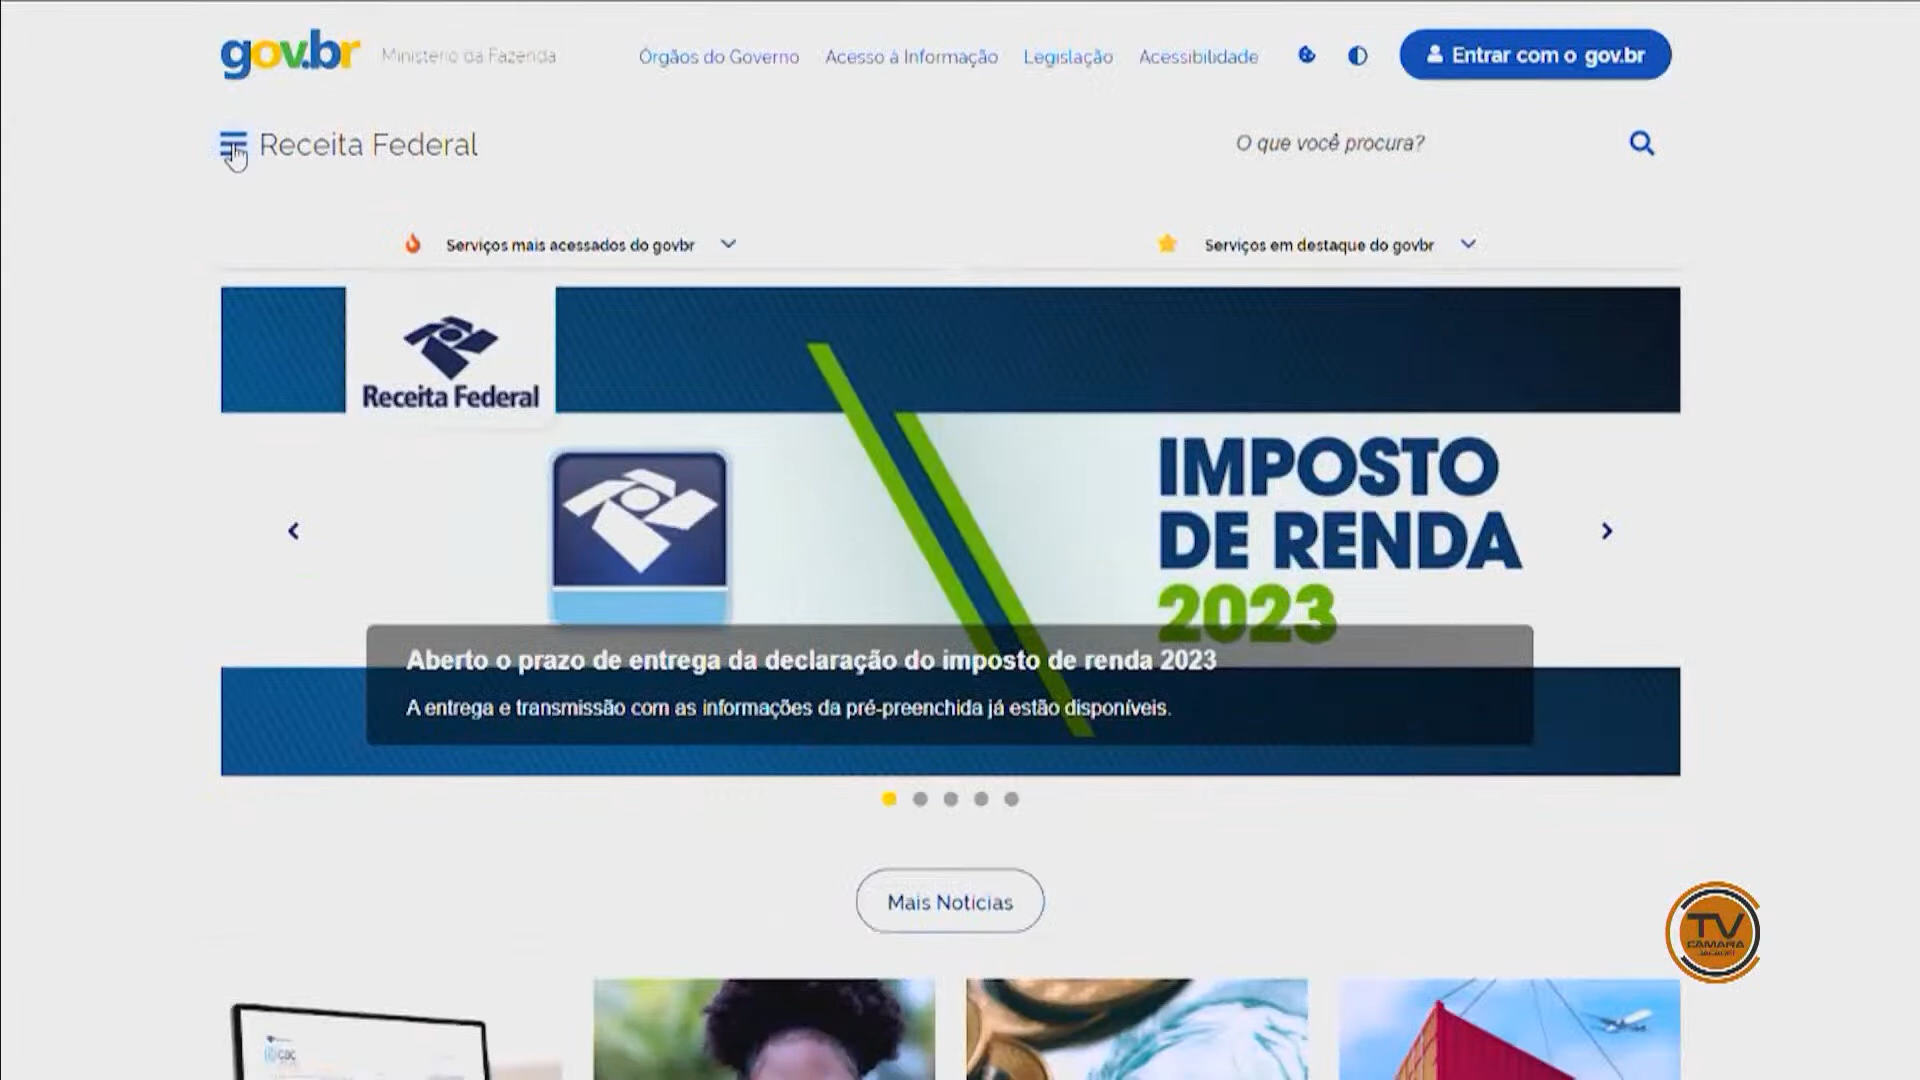 gov.br
Ministério da Fazenda
Órgãos do Governo
Acesso à Informação
Legislação
Acessibilidade
Entrar com o gov.br
Receita Federal
O que você procura?
Serviços mais acessados do govbr
Serviços em destaque do govbr
Receita Federal
IMPOSTO
DE RENDA
2023
Aberto o prazo de entrega da declaração do imposto de renda 2023
A entrega e transmissão com as informações da pré-preenchida já estão disponíveis.
Mais Notícias
TV
CÂMARA